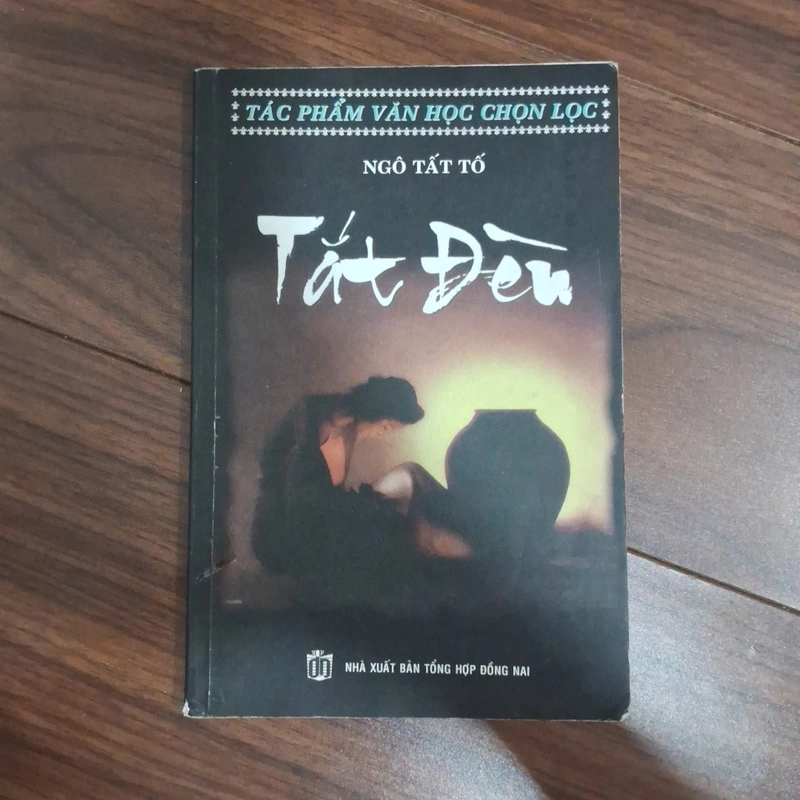 TÁC PHẨM VĂN HỌC CHỌN LỌC
NGÔ TẤT TỐ
Tắt Đèn
NHÀ XUẤT BẢN TỔNG HỢP ĐỒNG NAI